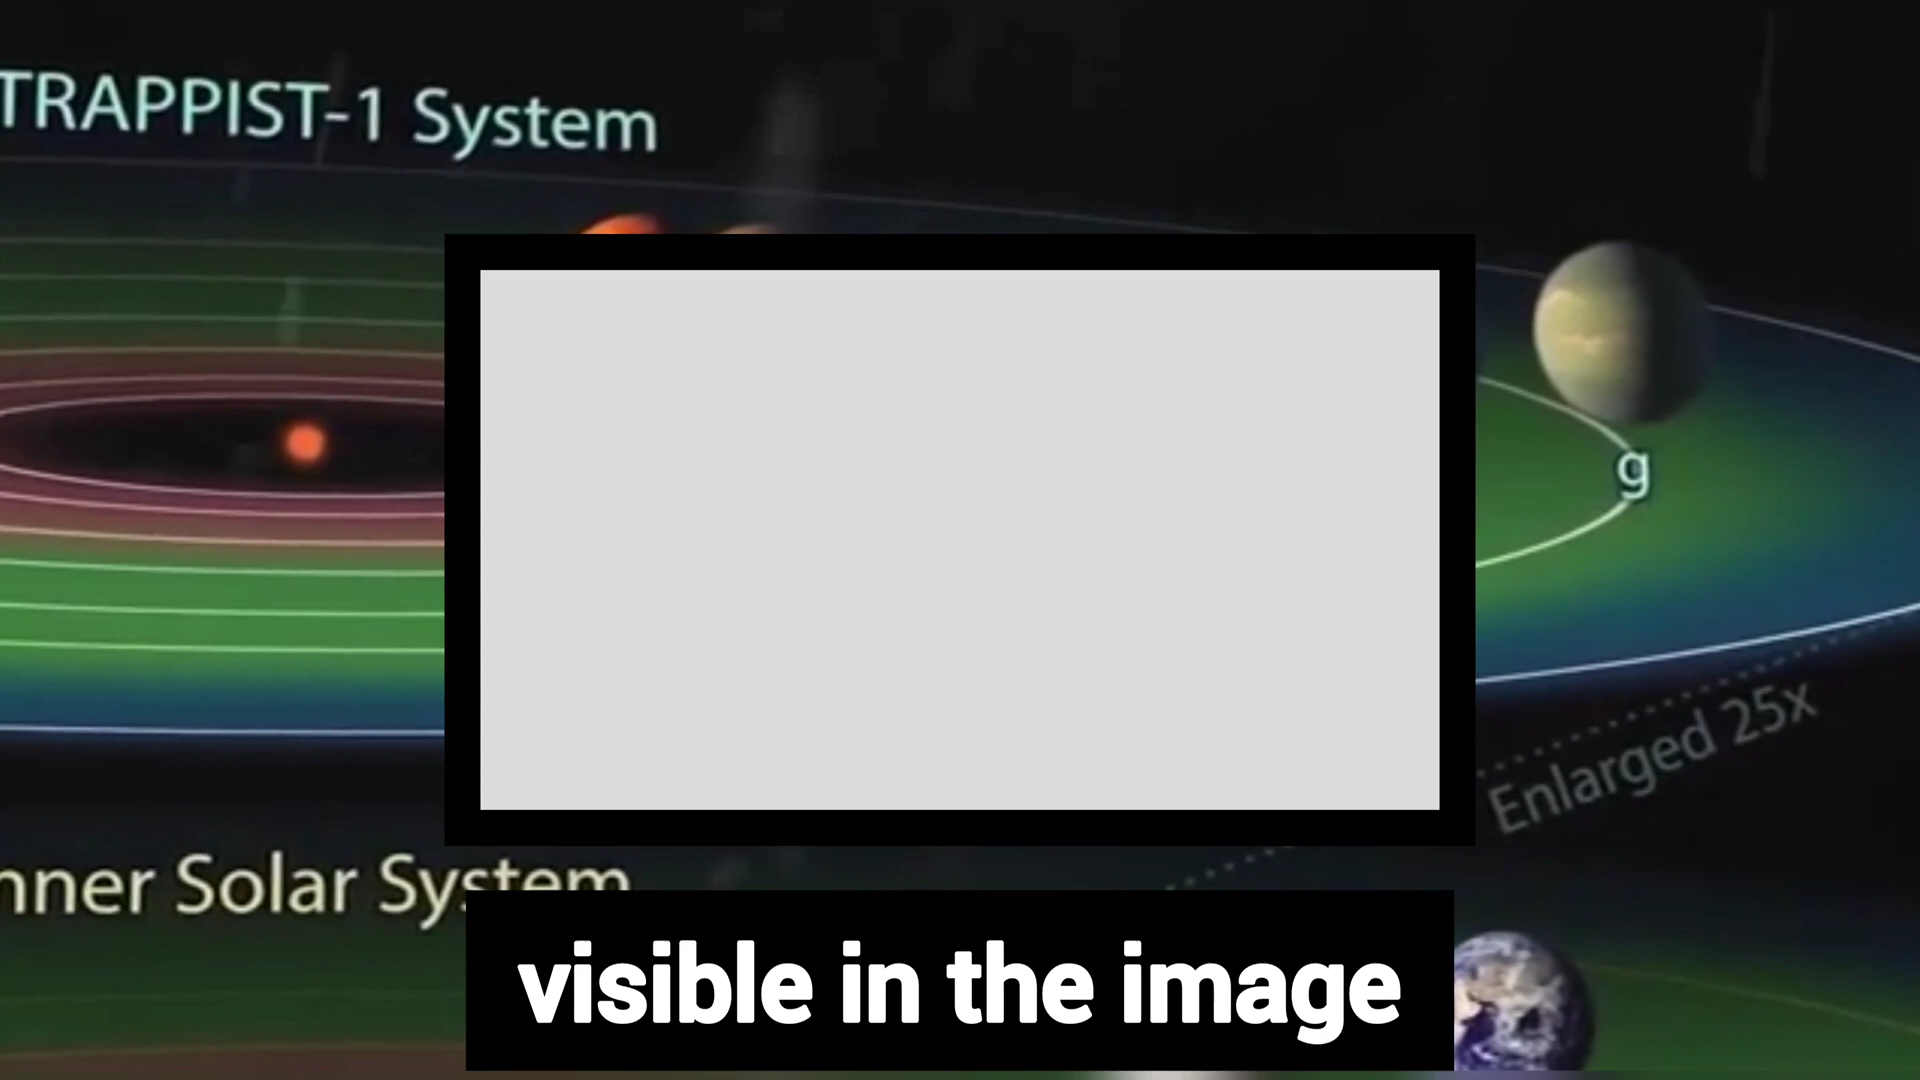 TRAPPIST-1 System
g
Enlarged 25x
nner Solar System
visible in the image